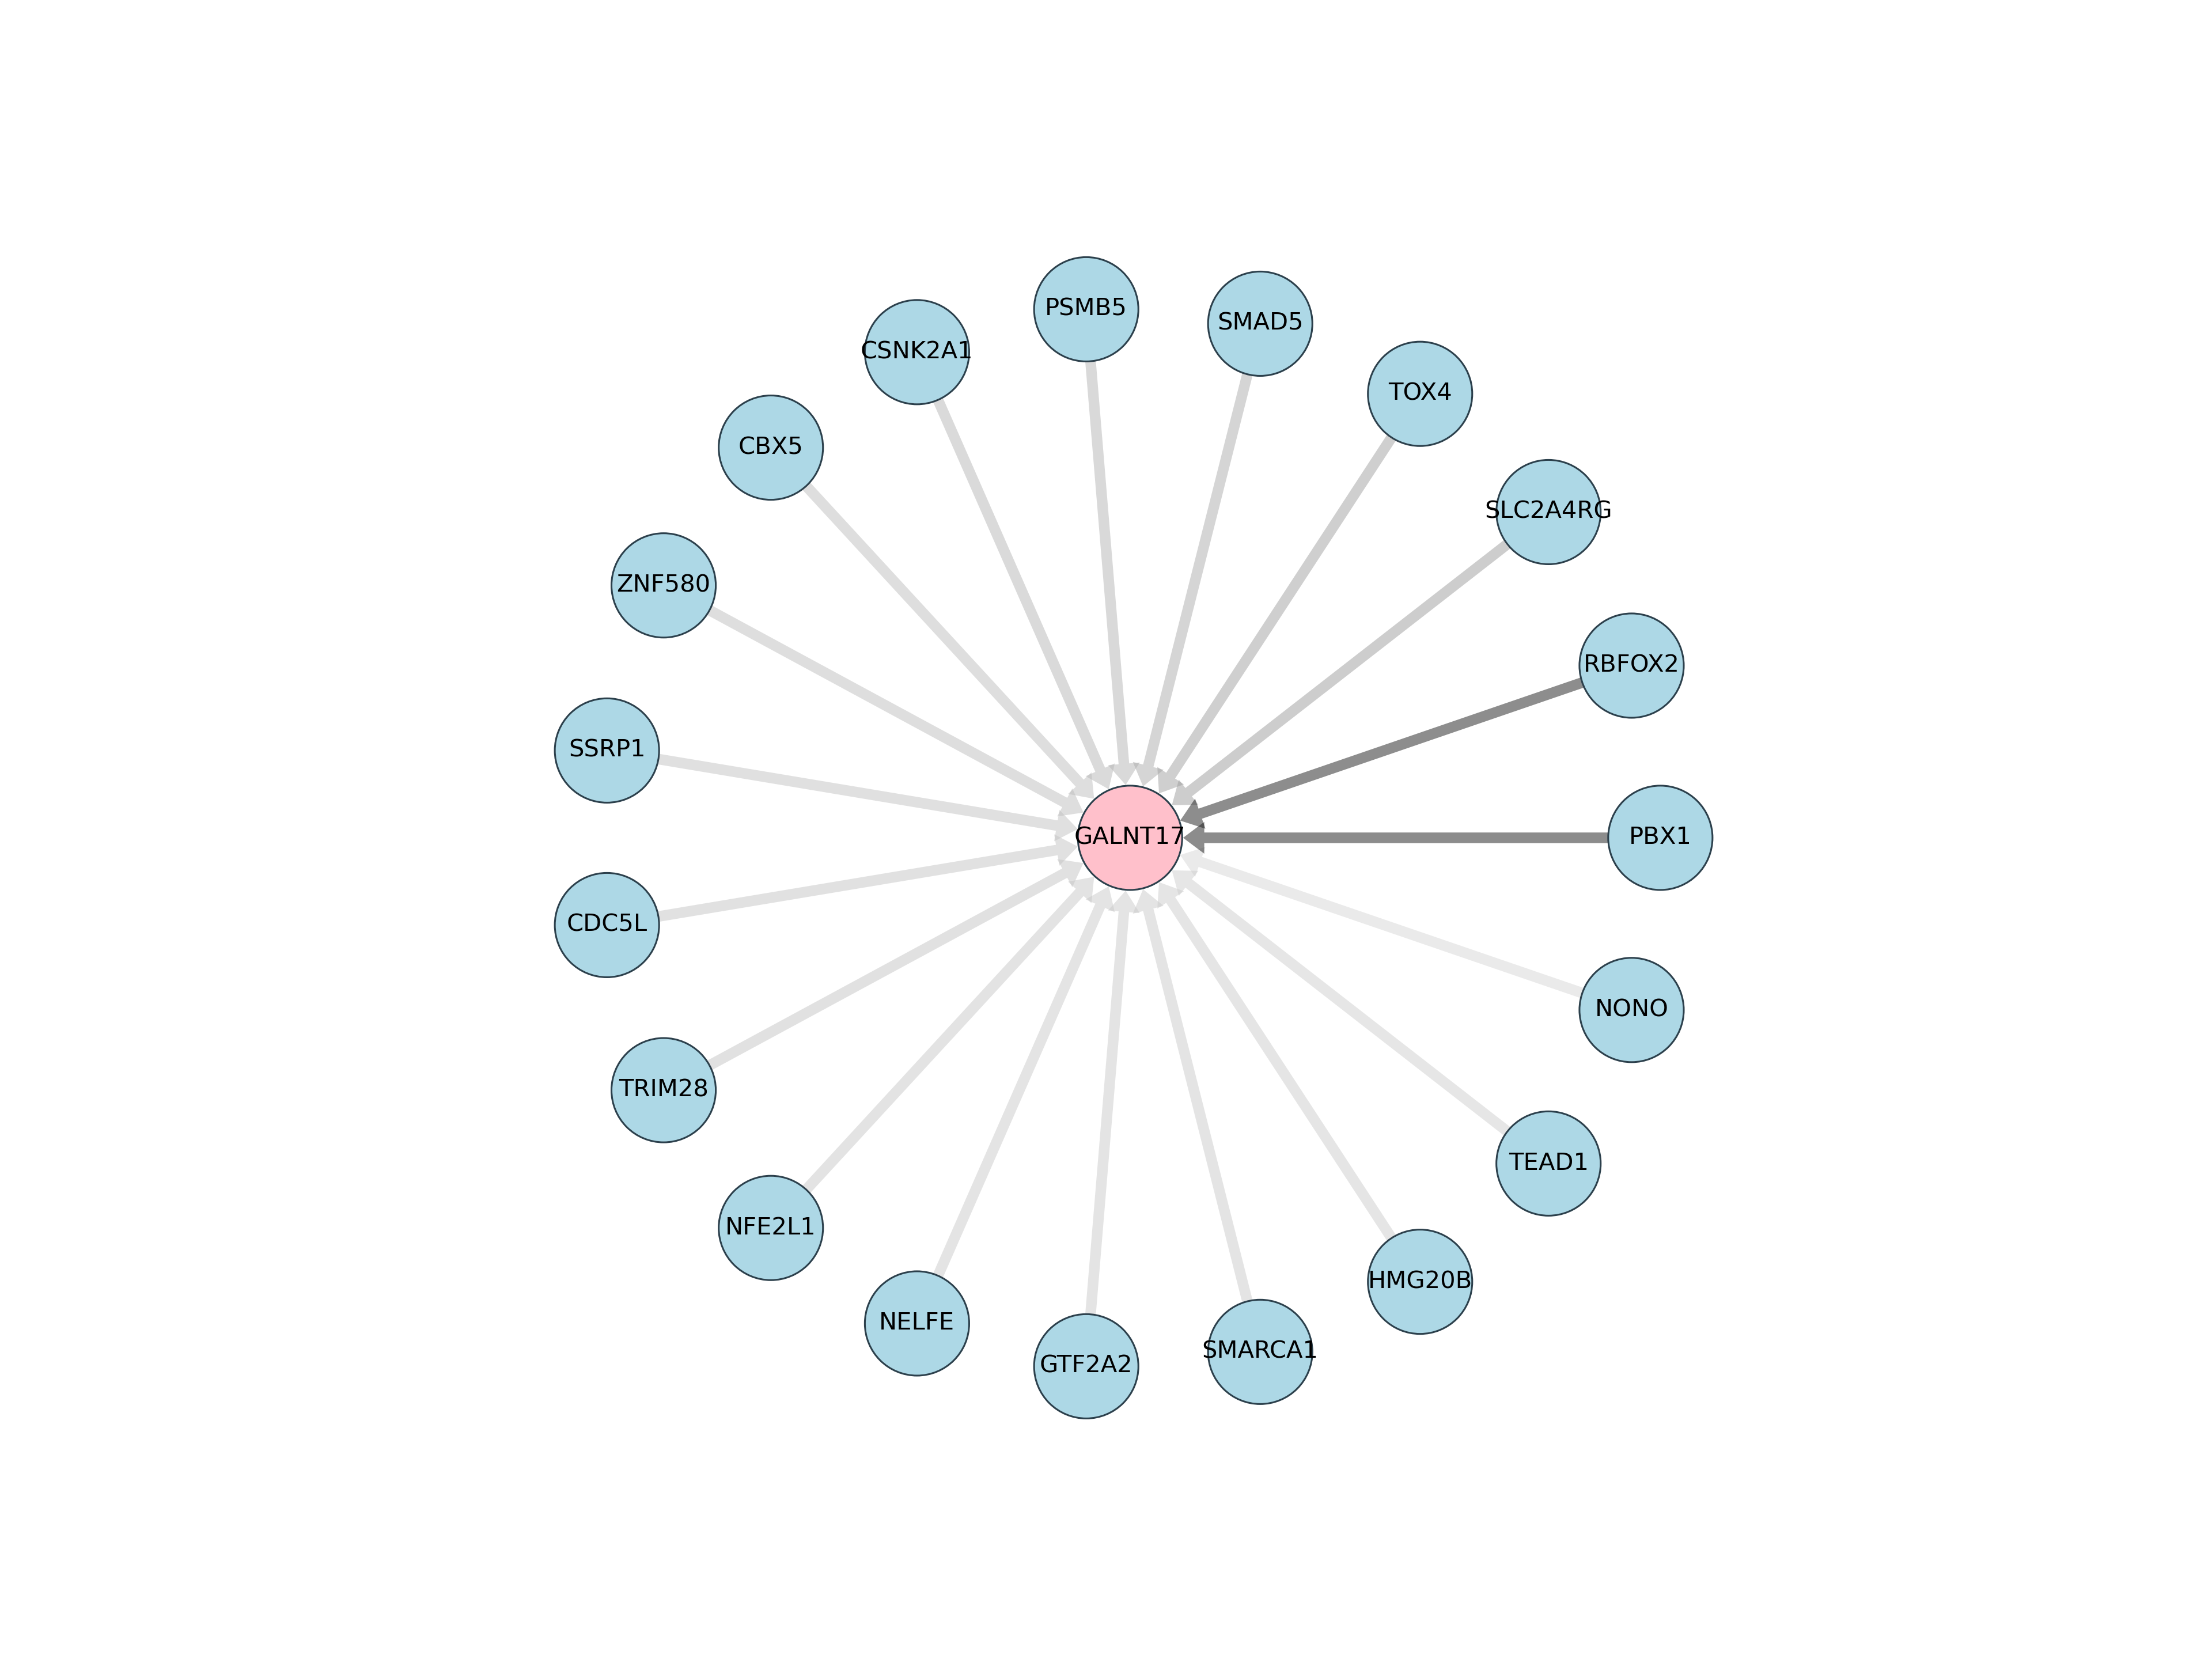 PSMB5
SMAD5
CSNK2A1
TOX4
CBX5
SLC2A4RG
ZNF580
RBFOX2
SSRP1
GALNT17
PBX1
CDC5L
NONO
TRIM28
TEAD1
NFE2L1
HMG20B
NELFE
SMARCA1
GTF2A2